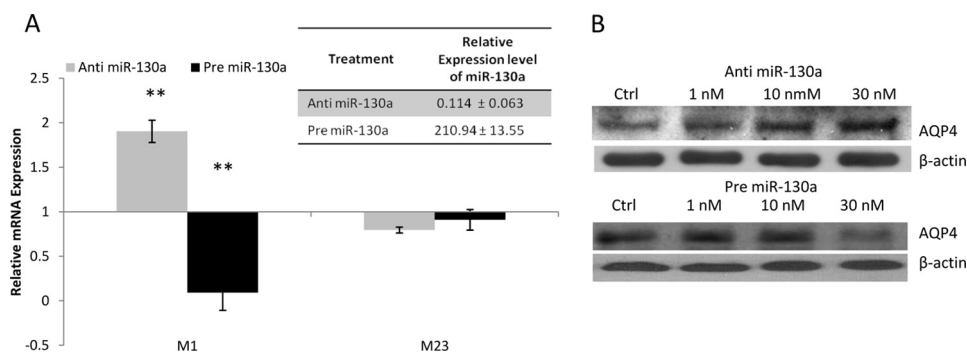 A
Anti miR-130a
Pre miR-130a
Relative mRNA Expression
2.5
2
1.5
1
0.5
0
-0.5
**
**
M1
M23
Treatment
Relative
Expression level
of miR-130a
Anti miR-130a
0.114 ± 0.063
Pre miR-130a
210.94 ± 13.55
B
Anti miR-130a
Ctrl 1 nM 10 nmM 30 nM
AQP4
β-actin
Pre miR-130a
Ctrl 1 nM 10 nM 30 nM
AQP4
β-actin